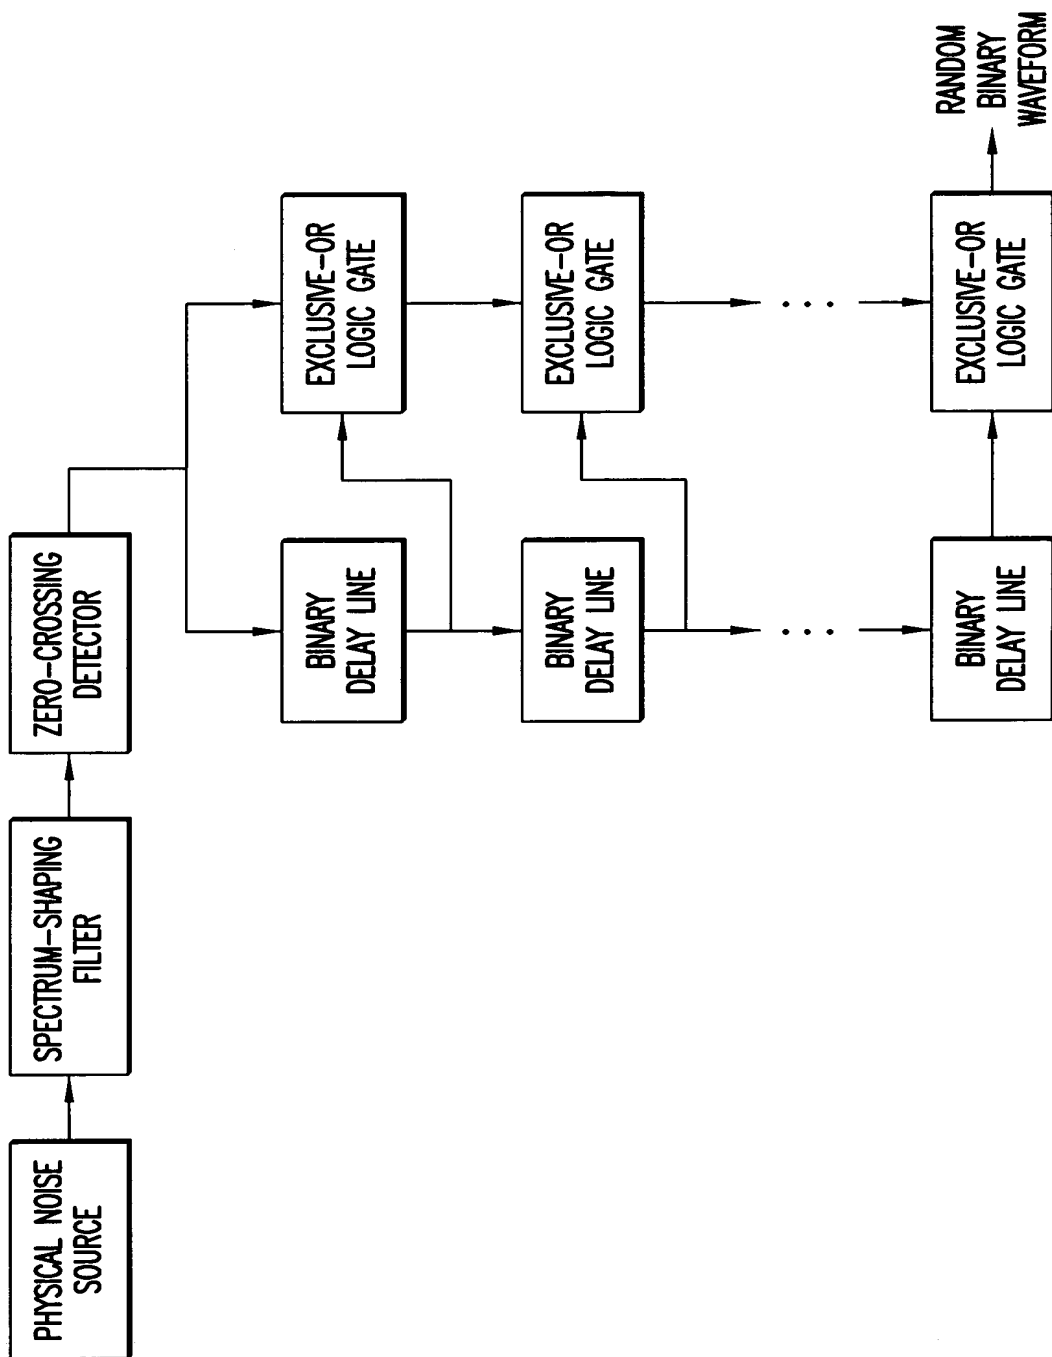 PHYSICAL NOISE
SOURCE
SPECTRUM-SHAPING
FILTER
ZERO-CROSSING
DETECTOR
BINARY
DELAY LINE
EXCLUSIVE-OR
LOGIC GATE
BINARY
DELAY LINE
EXCLUSIVE-OR
LOGIC GATE
...
...
BINARY
DELAY LINE
EXCLUSIVE-OR
LOGIC GATE
RANDOM
BINARY
WAVEFORM